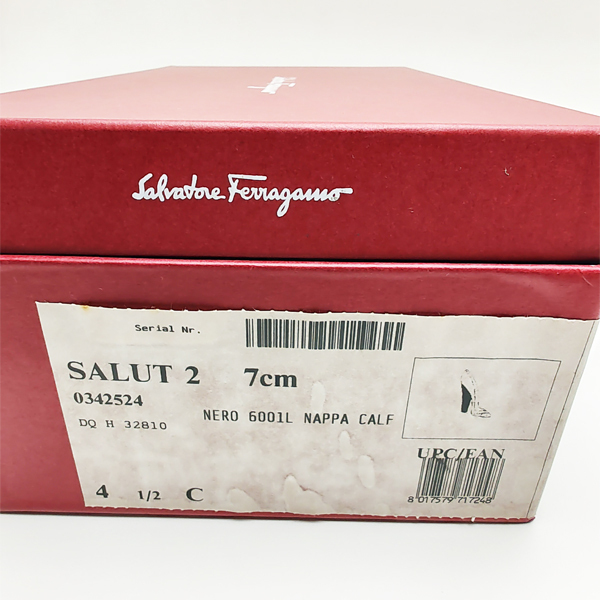 Salvatore Ferragamo
Serial Nr.
SALUT 2 7cm
0342524
NERO 6001L NAPPA CALF
DQ H 32810
UPC/EAN
4 1/2 C
8 017579 717248